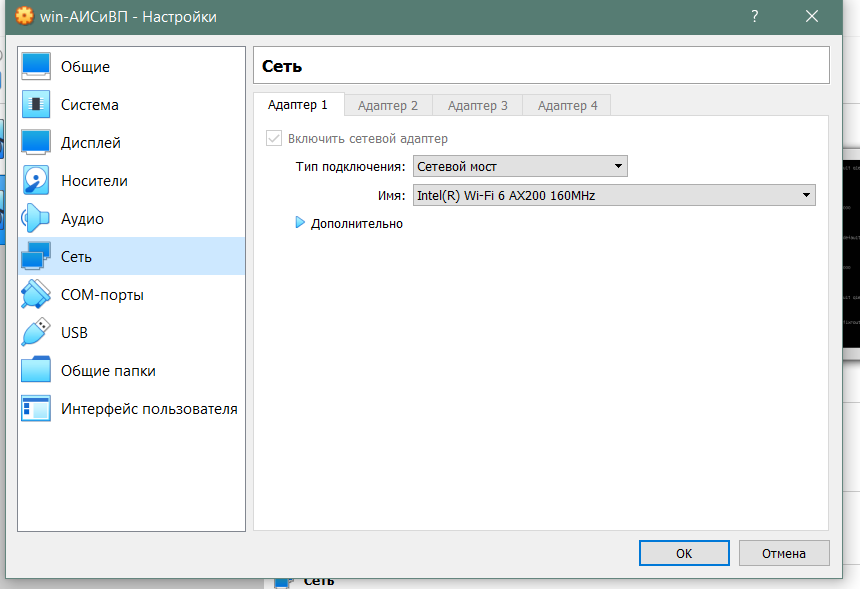 win-АИСиВП - Настройки
?
Общие
Система
Дисплей
Носители
Аудио
Сеть
COM-порты
USB
Общие папки
Интерфейс пользователя
Сеть
Адаптер 1
Адаптер 2
Адаптер 3
Адаптер 4
Включить сетевой адаптер
Тип подключения: Сетевой мост
Имя: Intel(R) Wi-Fi 6 AX200 160MHz
Дополнительно
OK
Отмена
Сеть